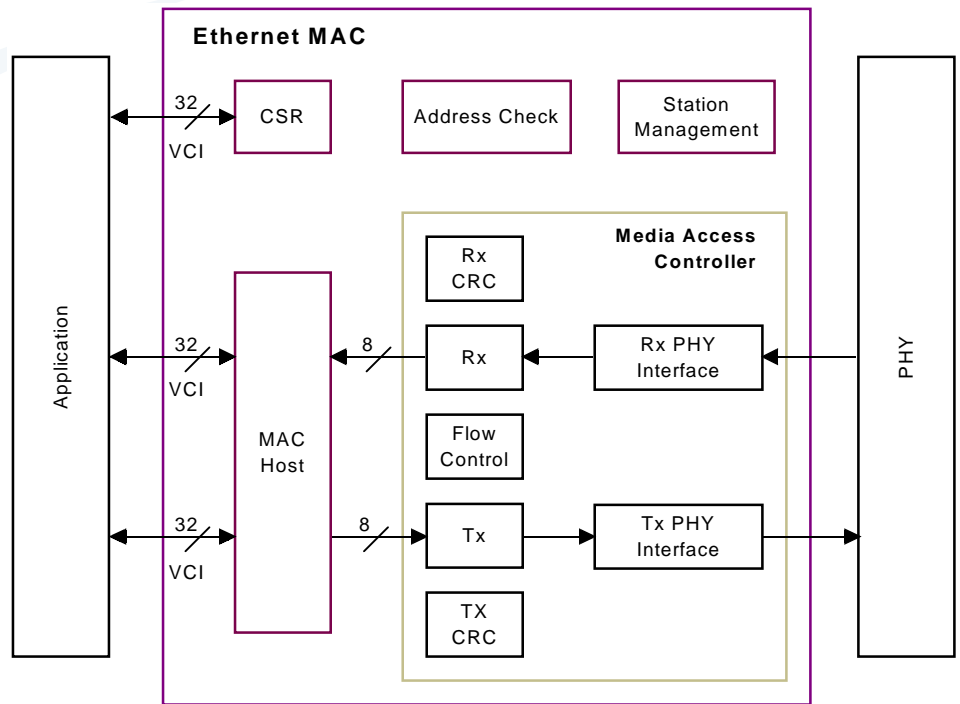 Ethernet MAC
32
VCI
CSR
Address Check
Station
Management
Media Access
Controller
Rx
CRC
Application
32
VCI
8
Rx
Rx PHY
Interface
PHY
MAC
Host
Flow
Control
32
VCI
8
Tx
Tx PHY
Interface
TX
CRC